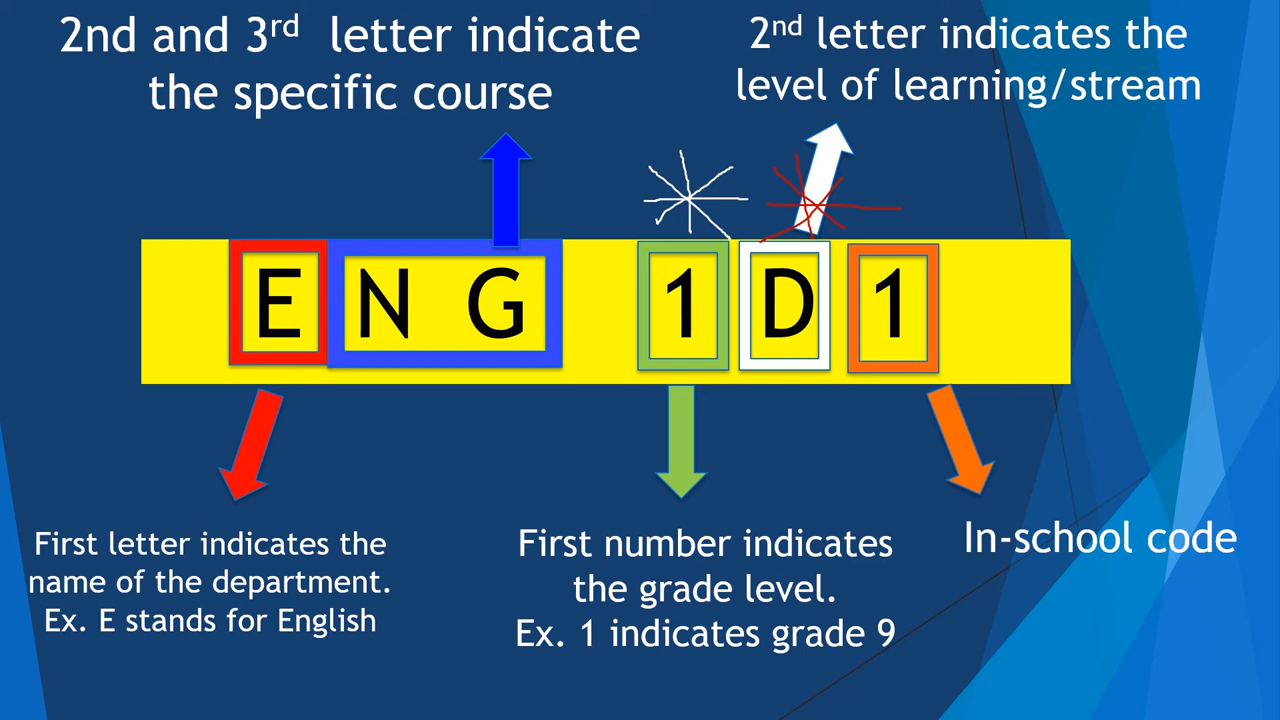 2nd and 3rd letter indicate
the specific course
2nd letter indicates the
level of learning/stream
E N G 1 D 1
First letter indicates the
name of the department.
Ex. E stands for English
First number indicates
the grade level.
Ex. 1 indicates grade 9
In-school code